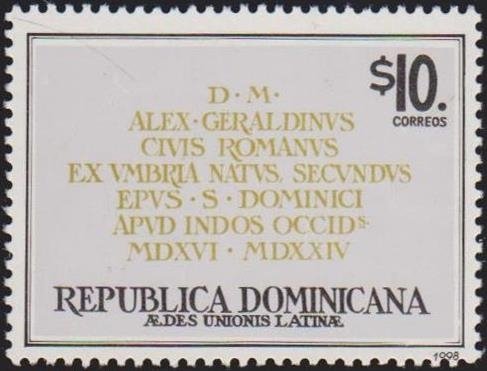 $10.
CORREOS
D·M·
ALEX·GERALDINVS
CIVIS ROMANVS
EX VMBRIA NATVS, SECVNDVS
EPVS·S·DOMINICI
APVD INDOS OCCIDS·
MDXVI·MDXXIV
REPUBLICA DOMINICANA
ÆDES UNIONIS LATINÆ
1998